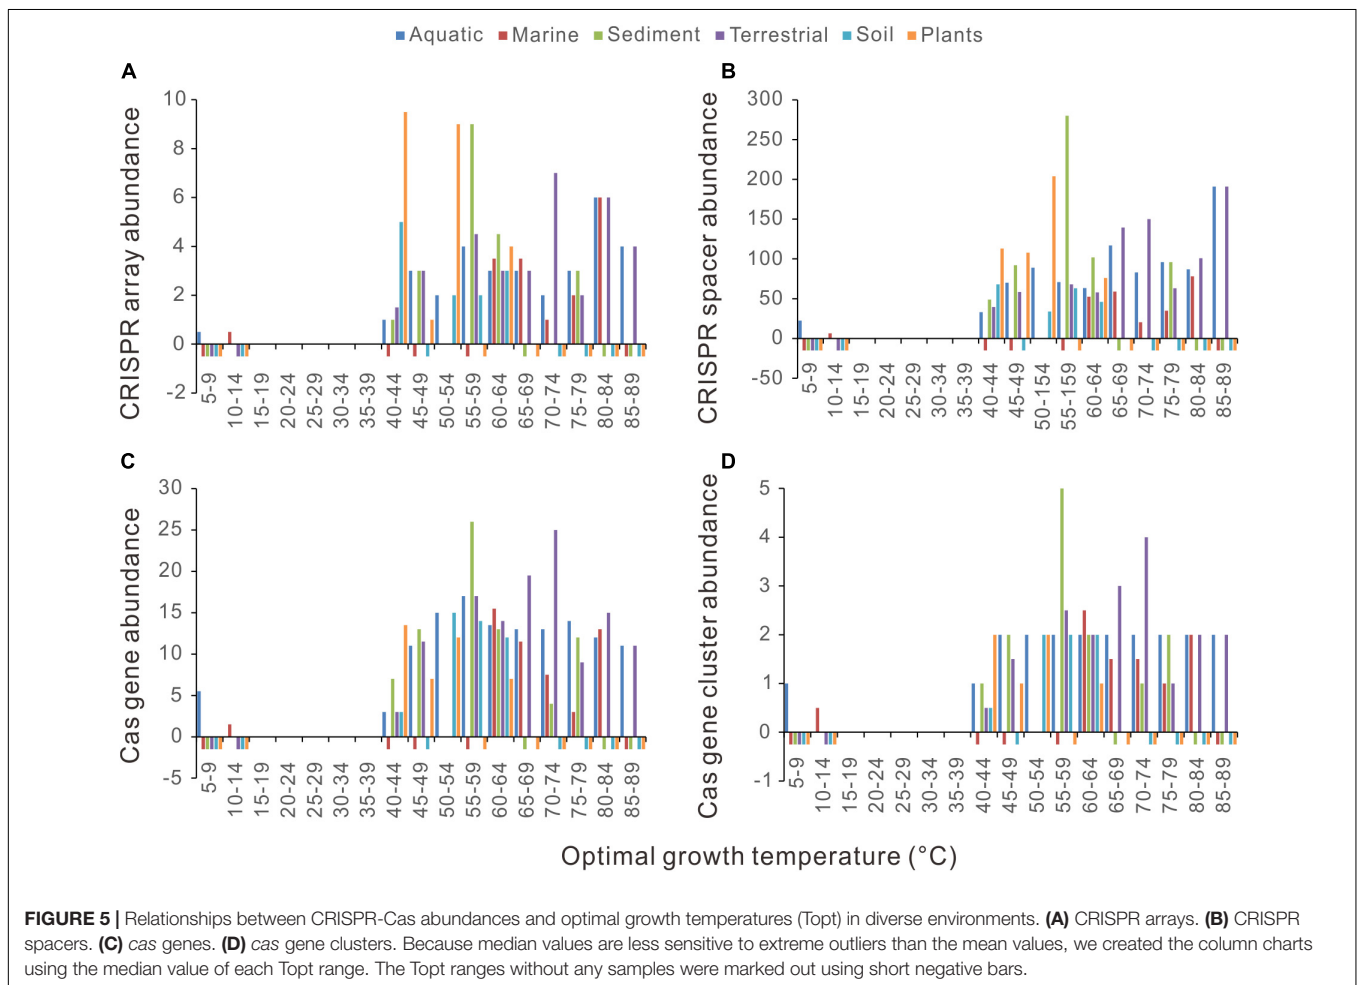 Aquatic Marine Sediment Terrestrial Soil Plants
A
CRISPR array abundance
10
8
6
4
2
0
-2
5-9 10-14 15-19 20-24 25-29 30-34 35-39 40-44 45-49 50-54 55-59 60-64 65-69 70-74 75-79 80-84 85-89
B
CRISPR spacer abundance
300
250
200
150
100
50
0
-50
5-9 10-14 15-19 20-24 25-29 30-34 35-39 40-44 45-49 50-154 55-159 60-64 65-69 70-74 75-79 80-84 85-89
C
Cas gene abundance
30
25
20
15
10
5
0
-5
5-9 10-14 15-19 20-24 25-29 30-34 35-39 40-44 45-49 50-54 55-59 60-64 65-69 70-74 75-79 80-84 85-89
D
Cas gene cluster abundance
5
4
3
2
1
0
-1
5-9 10-14 15-19 20-24 25-29 30-34 35-39 40-44 45-49 50-54 55-59 60-64 65-69 70-74 75-79 80-84 85-89
Optimal growth temperature (°C)
FIGURE 5 | Relationships between CRISPR-Cas abundances and optimal growth temperatures (Topt) in diverse environments. (A) CRISPR arrays. (B) CRISPR
spacers. (C) cas genes. (D) cas gene clusters. Because median values are less sensitive to extreme outliers than the mean values, we created the column charts
using the median value of each Topt range. The Topt ranges without any samples were marked out using short negative bars.